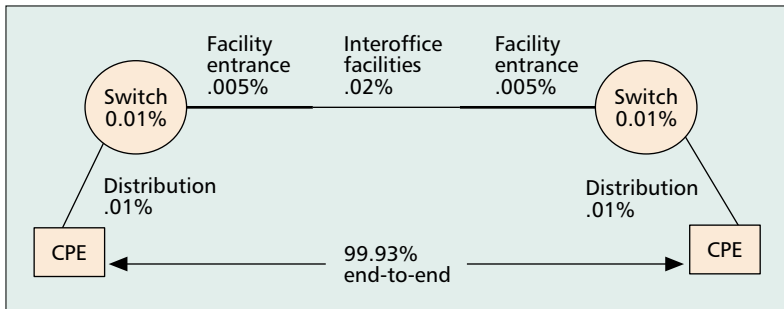 Facility
entrance
.005%
Interoffice
facilities
.02%
Facility
entrance
.005%
Switch
0.01%
Switch
0.01%
Distribution
.01%
Distribution
.01%
CPE
99.93%
end-to-end
CPE